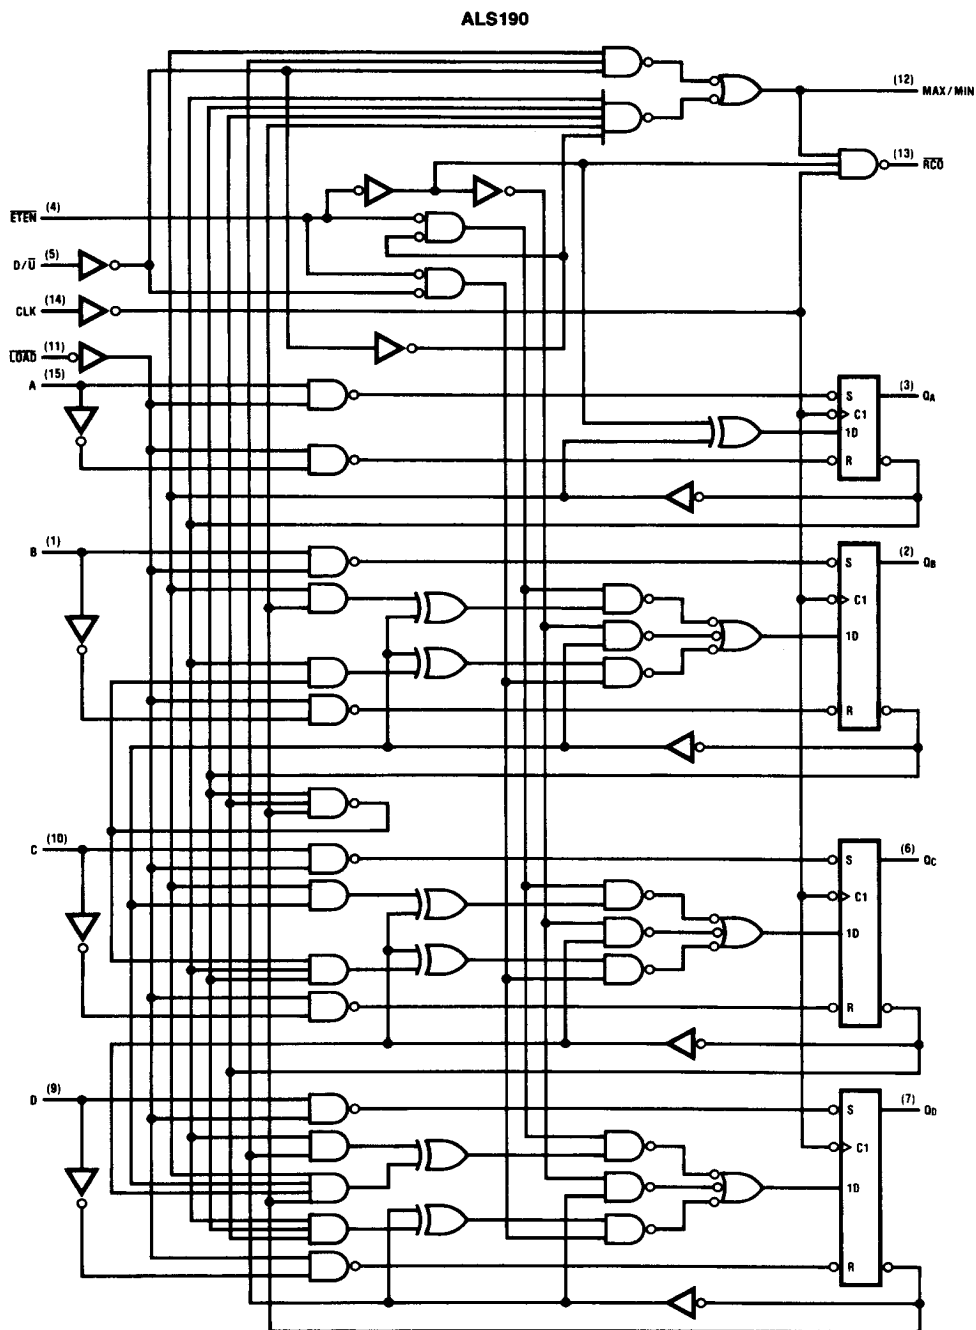 ALS190
(12)
MAX/MIN
(13)
RCO
(4)
ETEN
(5)
D/U
(14)
CLK
(11)
LOAD
(15)
A
S
(3)
QA
C1
1D
R
(1)
B
S
(2)
QB
C1
1D
R
(10)
C
S
(6)
QC
C1
1D
R
(9)
D
S
(7)
QD
C1
1D
R